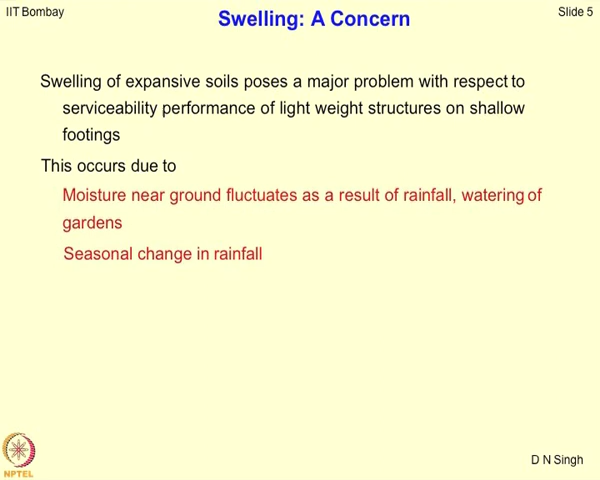 IIT Bombay
Slide 5
Swelling: A Concern
Swelling of expansive soils poses a major problem with respect to
serviceability performance of light weight structures on shallow
footings
This occurs due to
Moisture near ground fluctuates as a result of rainfall, watering of
gardens
Seasonal change in rainfall
NPTEL
D N Singh